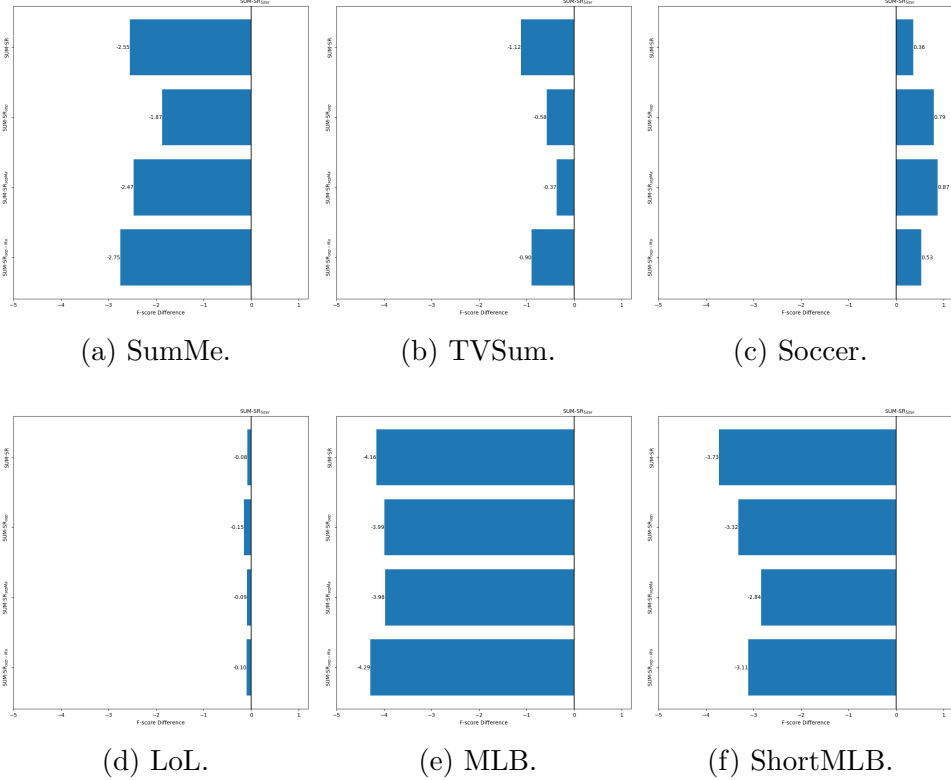 SUM-SR_Siter
SUM-SR
-2.55
SUM-SR_sep
-1.87
-2.47
-2.75
−5 −4 −3 −2 −1 0 1
F-score Difference
(a) SumMe.
SUM-SR_Siter
-1.12
-0.58
-0.37
-0.90
−5 −4 −3 −2 −1 0 1
F-score Difference
(b) TVSum.
SUM-SR
0.36
0.79
0.87
0.53
−5 −4 −3 −2 −1 0 1
F-score Difference
(c) Soccer.
SUM-SR
-0.08
-0.15
-0.09
-0.10
−5 −4 −3 −2 −1 0 1
F-score Difference
(d) LoL.
SUM-SR
-4.16
-3.99
-3.98
-4.29
−5 −4 −3 −2 −1 0 1
F-score Difference
(e) MLB.
SUM-SR
-3.73
-3.32
-2.84
-3.11
−5 −4 −3 −2 −1 0 1
F-score Difference
(f) ShortMLB.